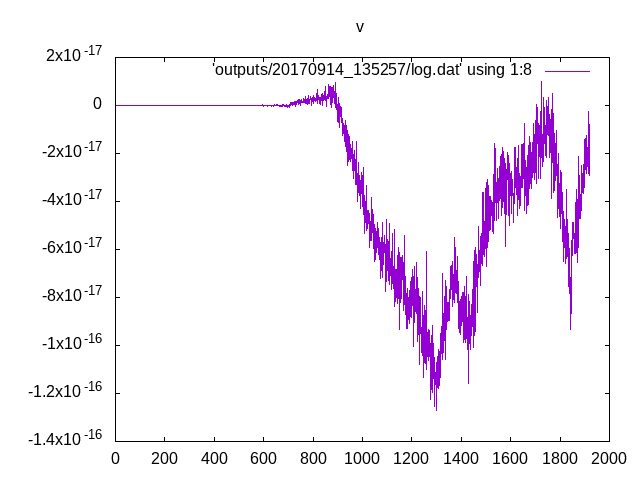 v
'outputs/20170914_135257/log.dat' using 1:8
2x10⁻¹⁷
0
-2x10⁻¹⁷
-4x10⁻¹⁷
-6x10⁻¹⁷
-8x10⁻¹⁷
-1x10⁻¹⁶
-1.2x10⁻¹⁶
-1.4x10⁻¹⁶
0 200 400 600 800 1000 1200 1400 1600 1800 2000